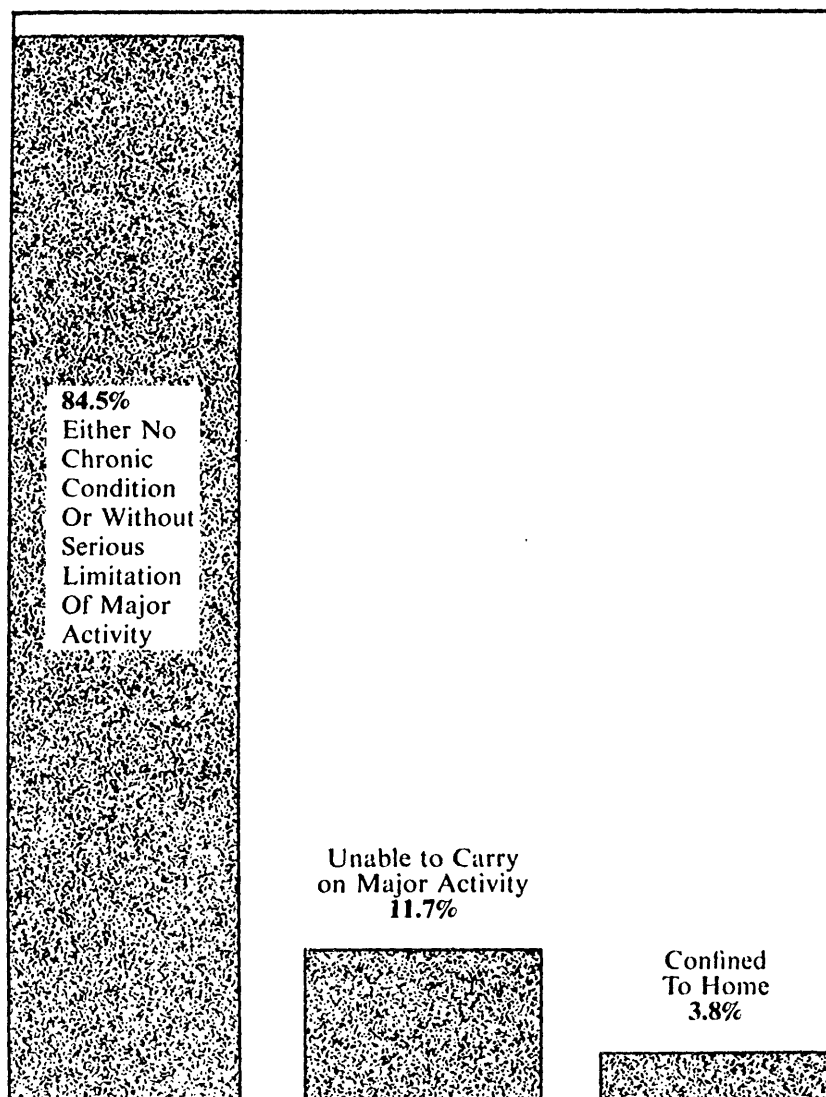 84.5%
Either No
Chronic
Condition
Or Without
Serious
Limitation
Of Major
Activity
Unable to Carry
on Major Activity
11.7%
Confined
To Home
3.8%